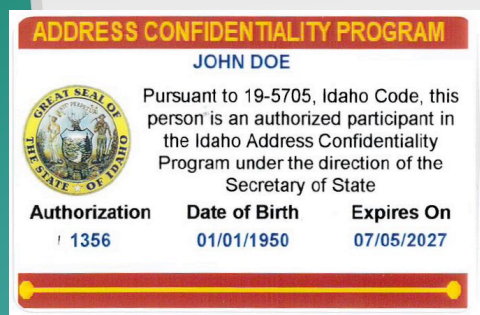 ADDRESS CONFIDENTIALITY PROGRAM
JOHN DOE
Pursuant to 19-5705, Idaho Code, this
person is an authorized participant in
the Idaho Address Confidentiality
Program under the direction of the
Secretary of State
GREAT SEAL OF
THE STATE OF IDAHO
Authorization Date of Birth Expires On
1356 01/01/1950 07/05/2027